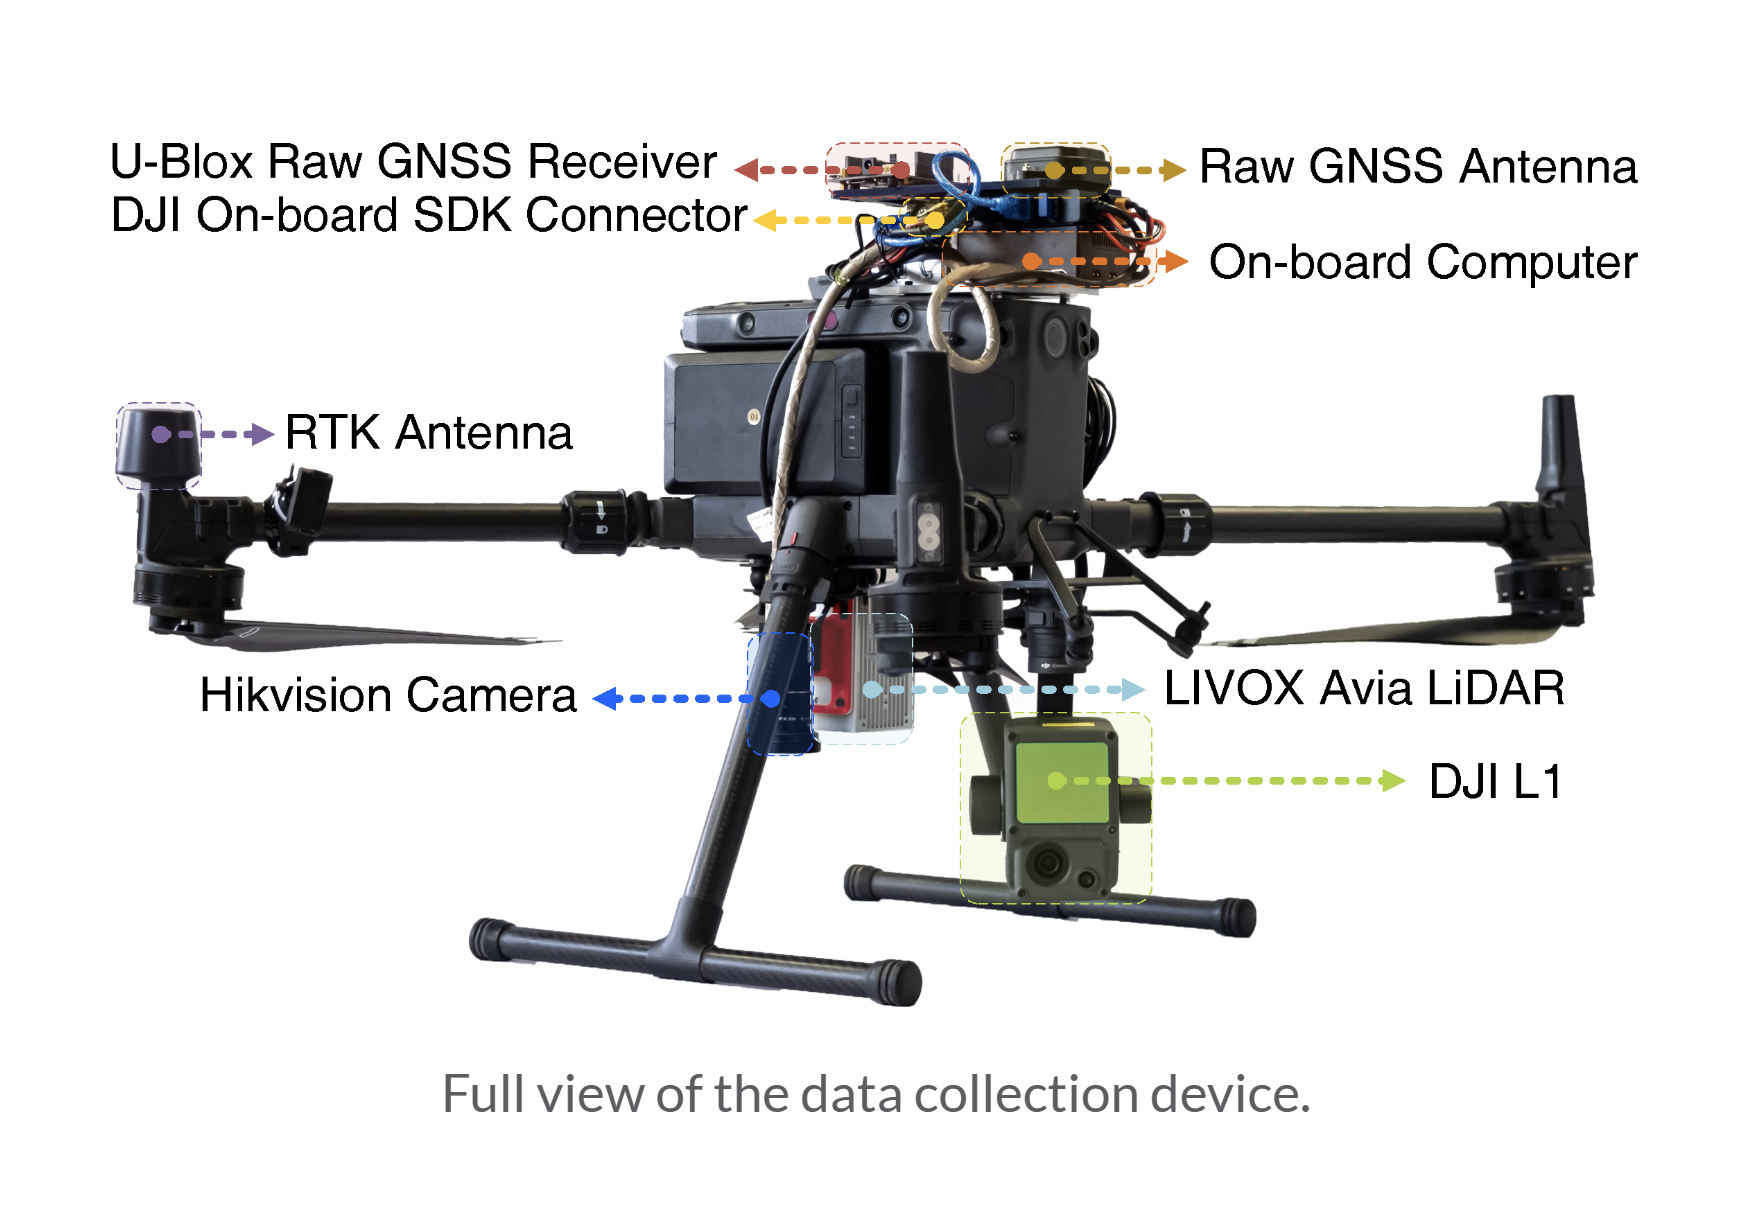 U-Blox Raw GNSS Receiver
Raw GNSS Antenna
DJI On-board SDK Connector
On-board Computer
RTK Antenna
10
Hikvision Camera
LIVOX Avia LiDAR
DJI L1
Full view of the data collection device.